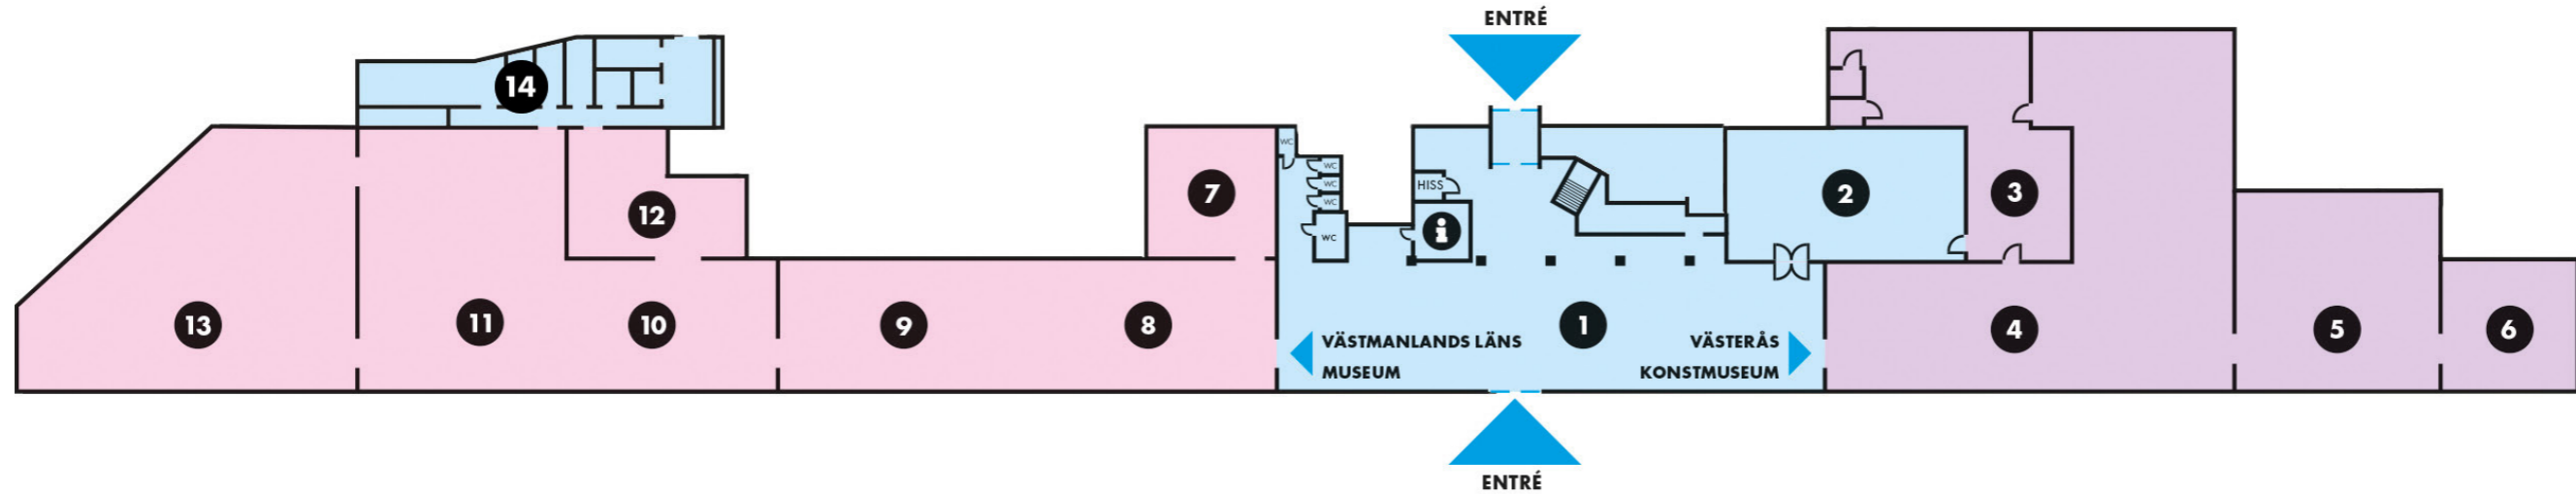 ENTRÉ
14
WC
WC
WC
WC
WC
HISS
i
7
2
3
12
13
11
10
9
8
1
4
5
6
VÄSTMANLANDS LÄNS
MUSEUM
VÄSTERÅS
KONSTMUSEUM
ENTRÉ